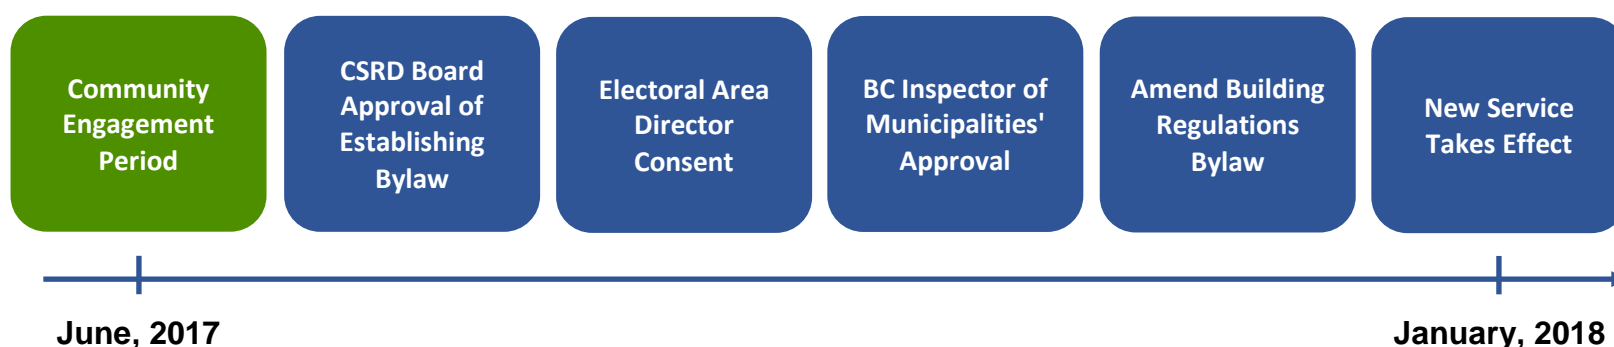 Community
Engagement
Period
CSRD Board
Approval of
Establishing
Bylaw
Electoral Area
Director
Consent
BC Inspector of
Municipalities'
Approval
Amend Building
Regulations
Bylaw
New Service
Takes Effect
June, 2017
January, 2018